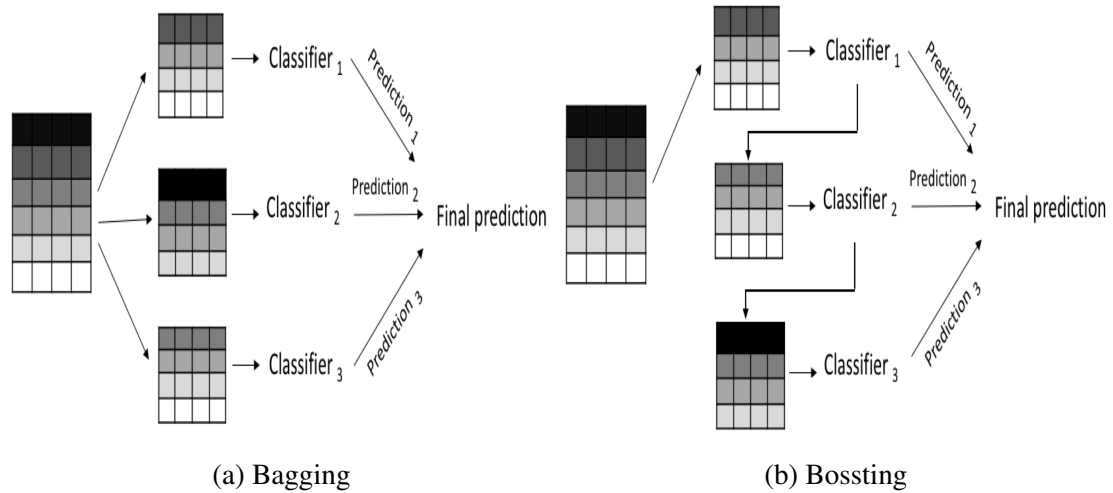 Classifier 1
Prediction 1
Classifier 2
Prediction 2
Final prediction
Classifier 3
Prediction 3
(a) Bagging
Classifier 1
Prediction 1
Classifier 2
Prediction 2
Final prediction
Classifier 3
Prediction 3
(b) Bossting